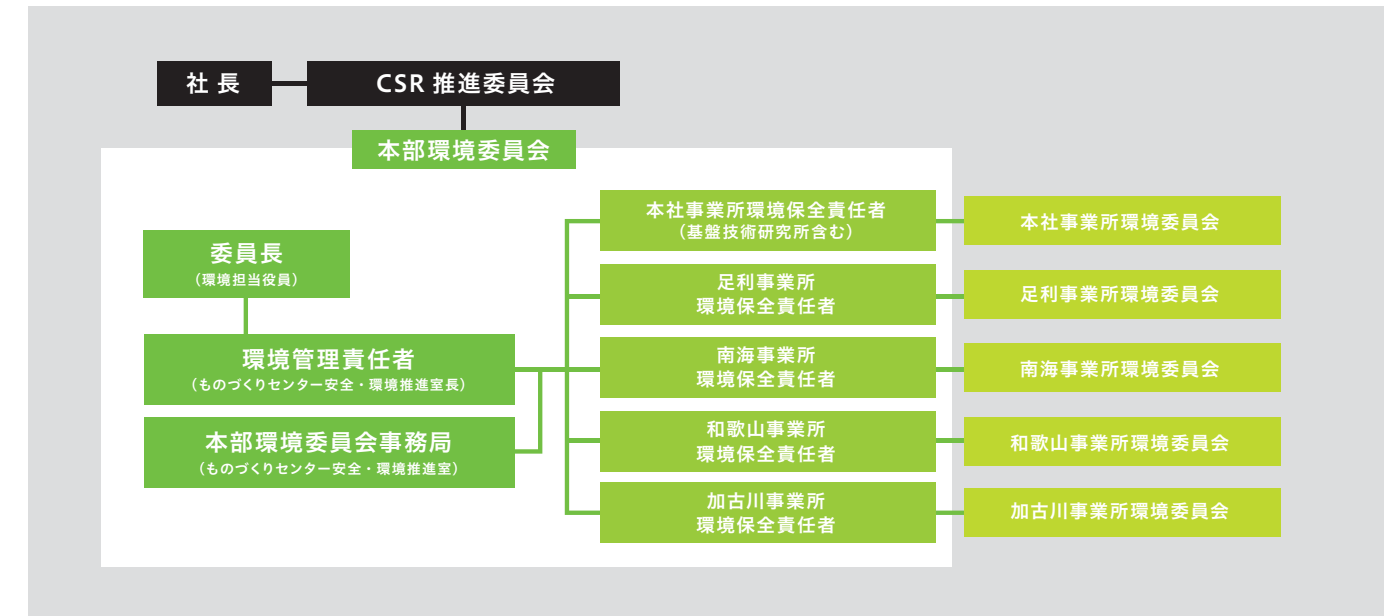 社長
CSR 推進委員会
本部環境委員会
委員長
（環境担当役員）
環境管理責任者
（ものづくりセンター安全・環境推進室長）
本部環境委員会事務局
（ものづくりセンター安全・環境推進室）
本社事業所環境保全責任者
（基盤技術研究所含む）
足利事業所
環境保全責任者
南海事業所
環境保全責任者
和歌山事業所
環境保全責任者
加古川事業所
環境保全責任者
本社事業所環境委員会
足利事業所環境委員会
南海事業所環境委員会
和歌山事業所環境委員会
加古川事業所環境委員会